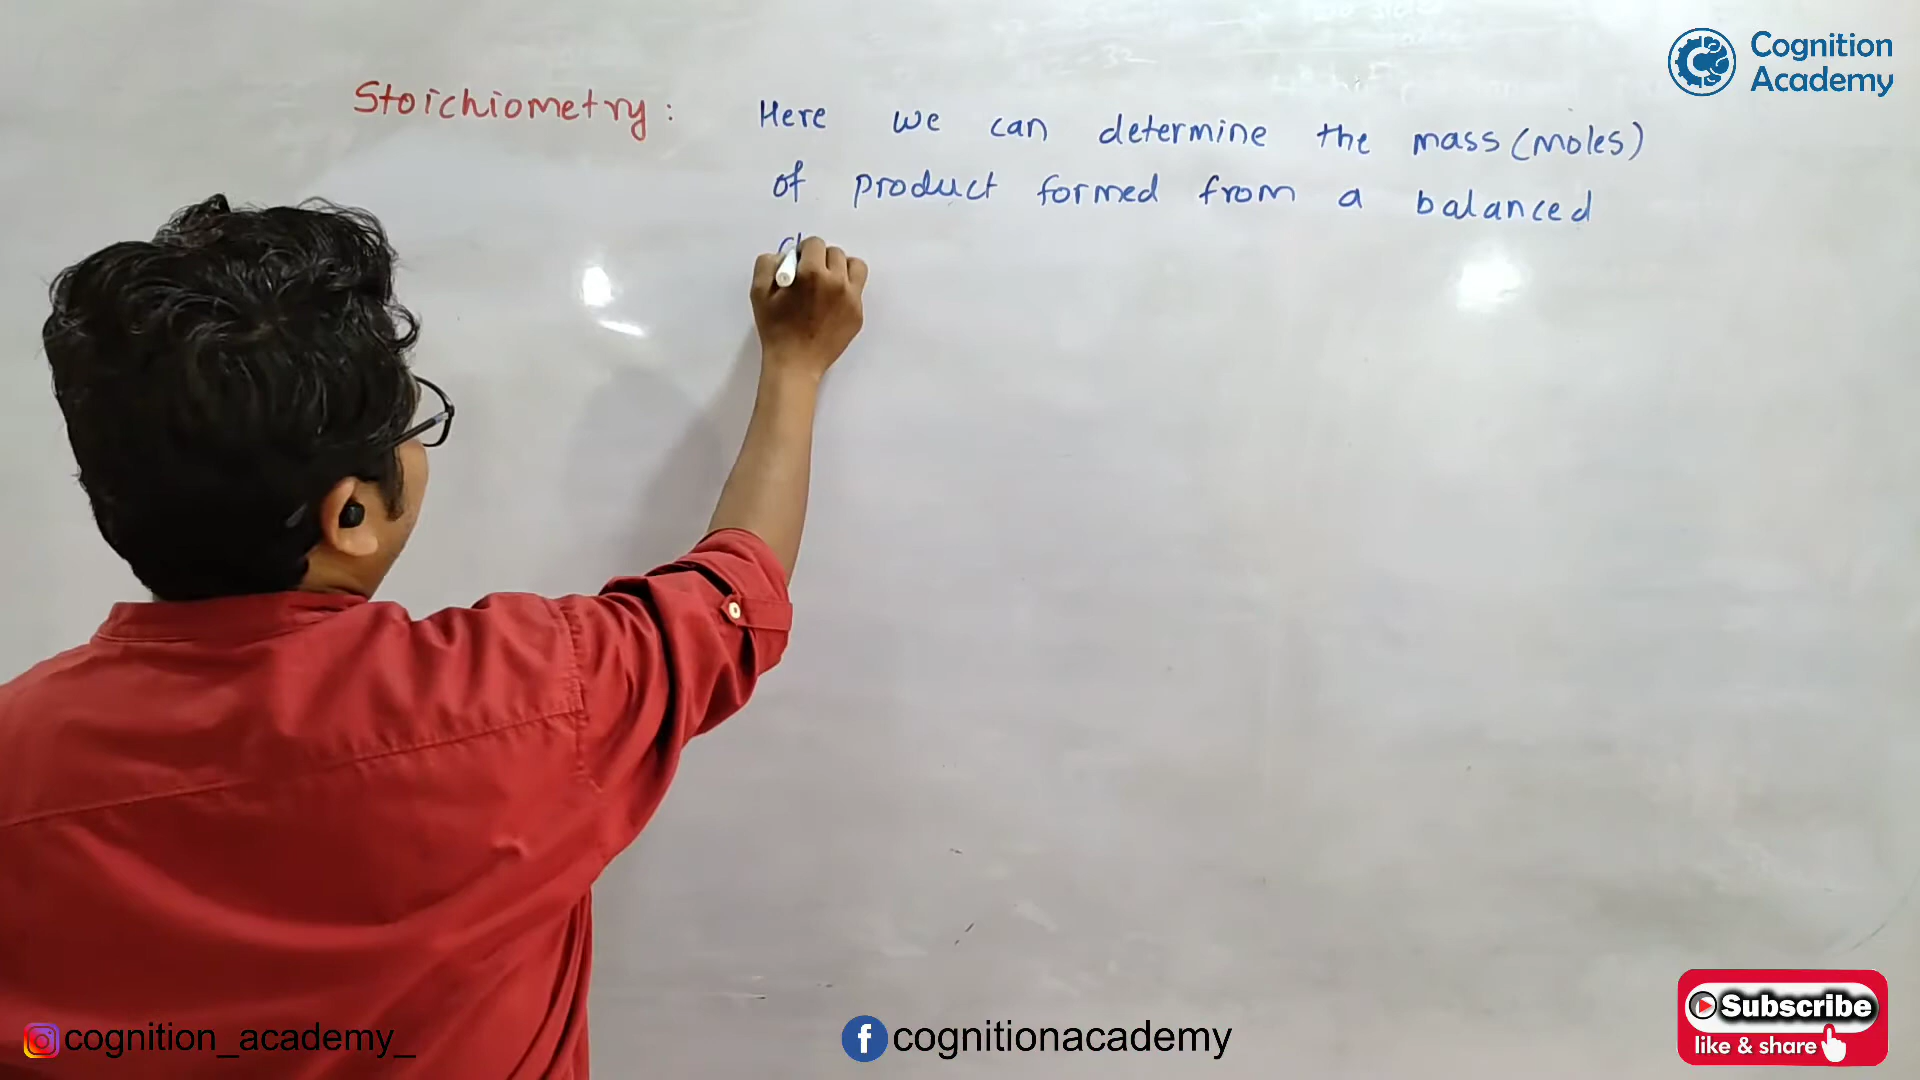 Cognition
Academy
Stoichiometry : Here we can determine the mass (moles)
of product formed from a balanced
cognition_academy_
cognitionacademy
Subscribe
like & share